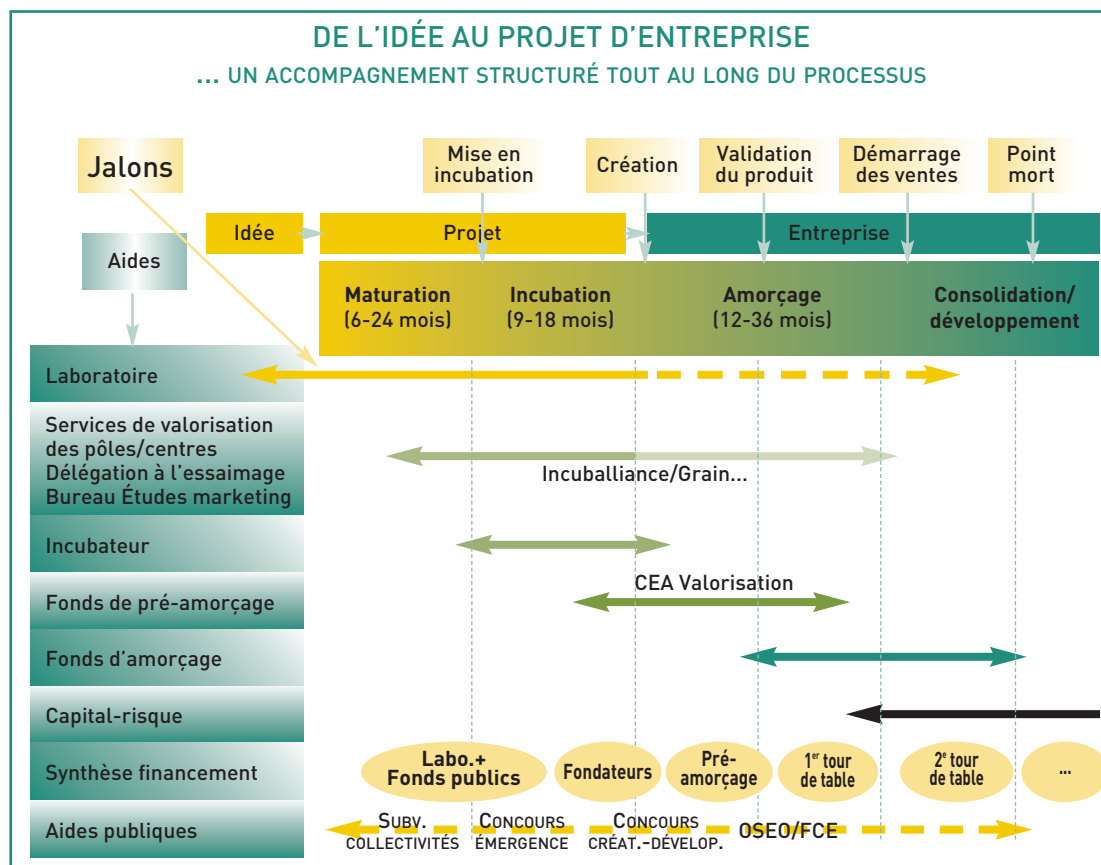 DE L'IDÉE AU PROJET D'ENTREPRISE
... UN ACCOMPAGNEMENT STRUCTURÉ TOUT AU LONG DU PROCESSUS
Jalons
Mise en
incubation
Création
Validation
du produit
Démarrage
des ventes
Point
mort
Idée
Projet
Entreprise
Aides
Maturation
(6-24 mois)
Incubation
(9-18 mois)
Amorçage
(12-36 mois)
Consolidation/
développement
Laboratoire
Services de valorisation
des pôles/centres
Délégation à l'essaimage
Bureau Études marketing
Incuballiance/Grain...
Incubateur
Fonds de pré-amorçage
CEA Valorisation
Fonds d'amorçage
Capital-risque
Synthèse financement
Labo.+
Fonds publics
Fondateurs
Pré-
amorçage
1er tour
de table
2e tour
de table
...
Aides publiques
SUBV.
COLLECTIVITÉS
CONCOURS
ÉMERGENCE
CONCOURS
CRÉAT.-DÉVELOP.
OSEO/FCE